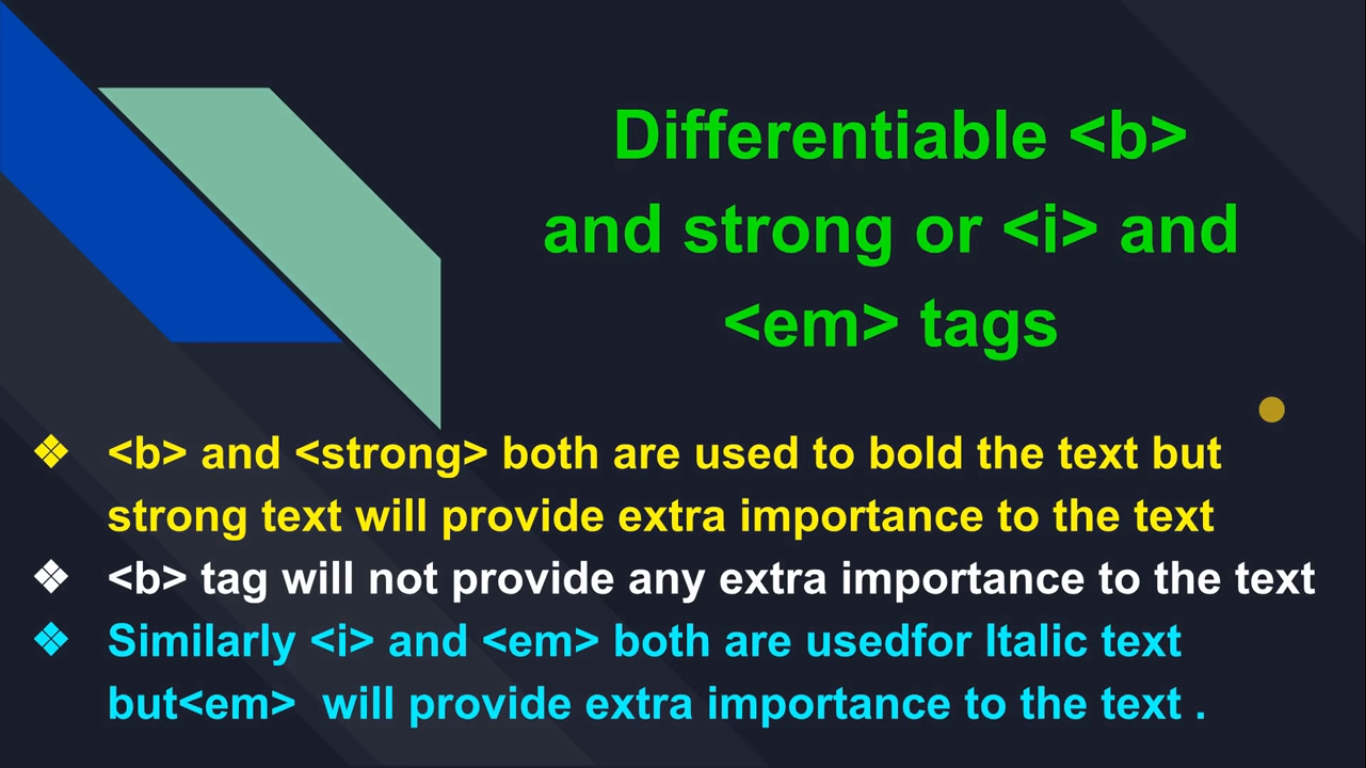 Differentiable <b>
and strong or <i> and
<em> tags
❖ <b> and <strong> both are used to bold the text but
strong text will provide extra importance to the text
❖ <b> tag will not provide any extra importance to the text
❖ Similarly <i> and <em> both are usedfor Italic text
but<em>  will provide extra importance to the text .